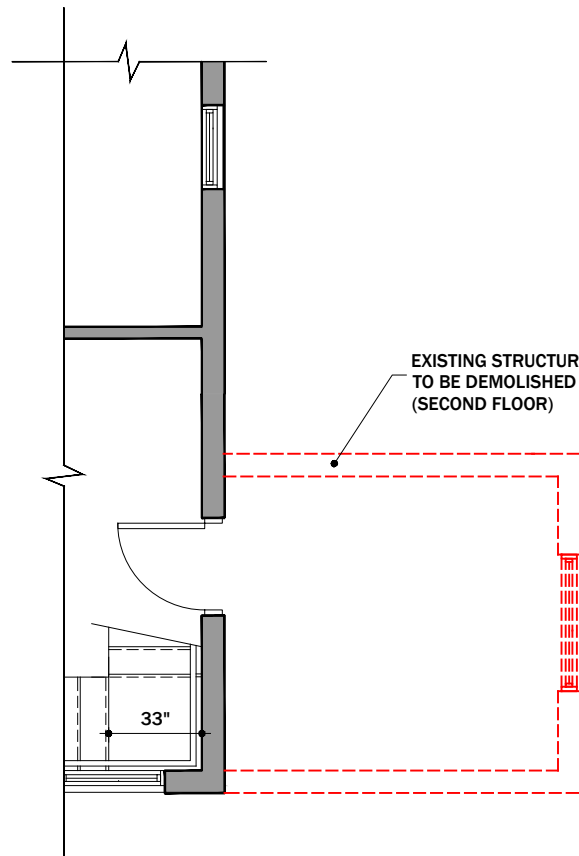 EXISTING STRUCTUR
TO BE DEMOLISHED
(SECOND FLOOR)
33"